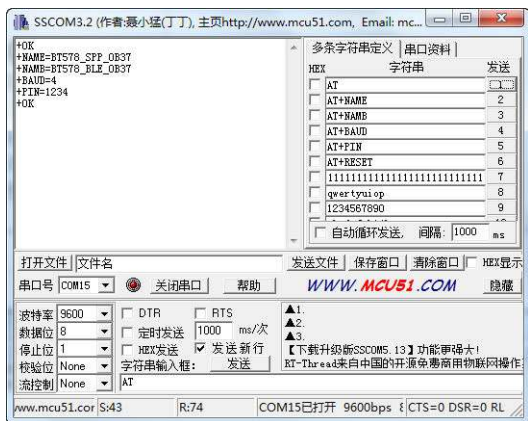 SSCOM3.2 (作者:聂小猛(丁丁), 主页http://www.mcu51.com, Email: mc...
+OK
+NAME=BT578_SPP_OB37
+NAMB=BT578_BLE_OB37
+BAUD=4
+PIN=1234
+OK
多条字符串定义 串口资料
HEX 字符串 发送
AT 1
AT+NAME 2
AT+NAMB 3
AT+BAUD 4
AT+PIN 5
AT+RESET 6
1111111111111111111111111111 7
qwertyuiop 8
1234567890 9
自动循环发送, 间隔: 1000 ms
打开文件 文件名 发送文件 保存窗口 清除窗口 HEX显示
串口号 COM15 关闭串口 帮助 WWW.MCU51.COM 隐藏
波特率 9600 DTR RTS
数据位 8 定时发送 1000 ms/次
停止位 1 HEX发送 发送新行
校验位 None 字符串输入框: 发送
流控制 None AT
▲1.
▲2.
▲3.
【下载升级版SSCOM5.13】功能更强大!
RT-Thread来自中国的开源免费商用物联网操作
www.mcu51.cor S:43 R:74 COM15已打开 9600bps 8 CTS=0 DSR=0 RL